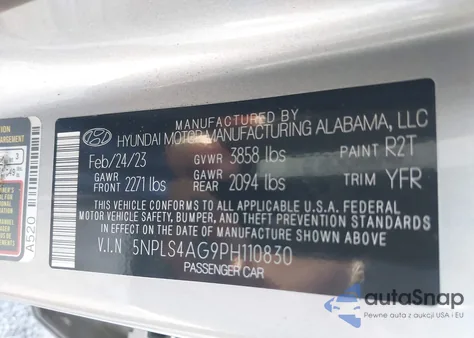 MANUFACTURED BY
HYUNDAI MOTOR MANUFACTURING ALABAMA, LLC
Feb/24/23 GVWR 3858 lbs PAINT R2T
GAWR FRONT 2271 lbs GAWR REAR 2094 lbs TRIM YFR
THIS VEHICLE CONFORMS TO ALL APPLICABLE U.S.A. FEDERAL
MOTOR VEHICLE SAFETY, BUMPER, AND THEFT PREVENTION STANDARDS
IN EFFECT ON THE DATE OF MANUFACTURE SHOWN ABOVE.
V.I.N 5NPLS4AG9PH110830
PASSENGER CAR
A520
autoSnap
Pewne auta z aukcji USA i EU